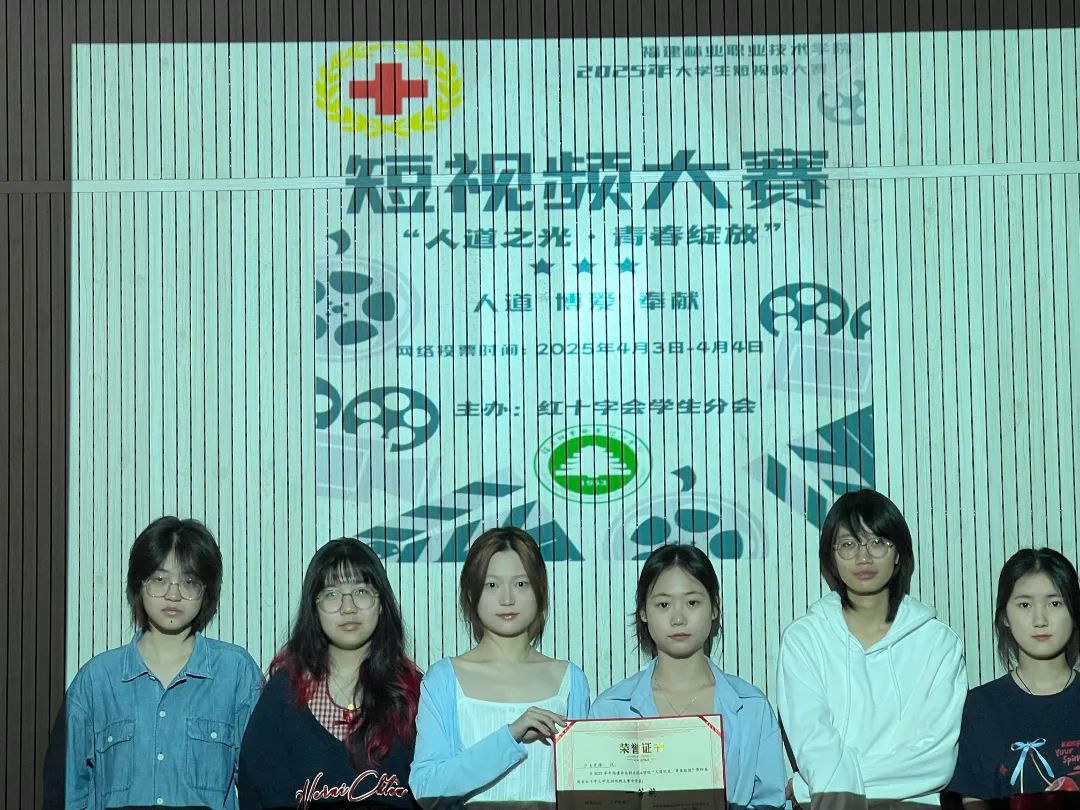 福建林业职业技术学院
2025年大学生短视频大赛
短视频大赛
“人道之光·青春绽放”
人道 博爱 奉献
网络投票时间：2025年4月3日-4月4日
主办：红十字会学生分会
1953
荣誉证书
Your